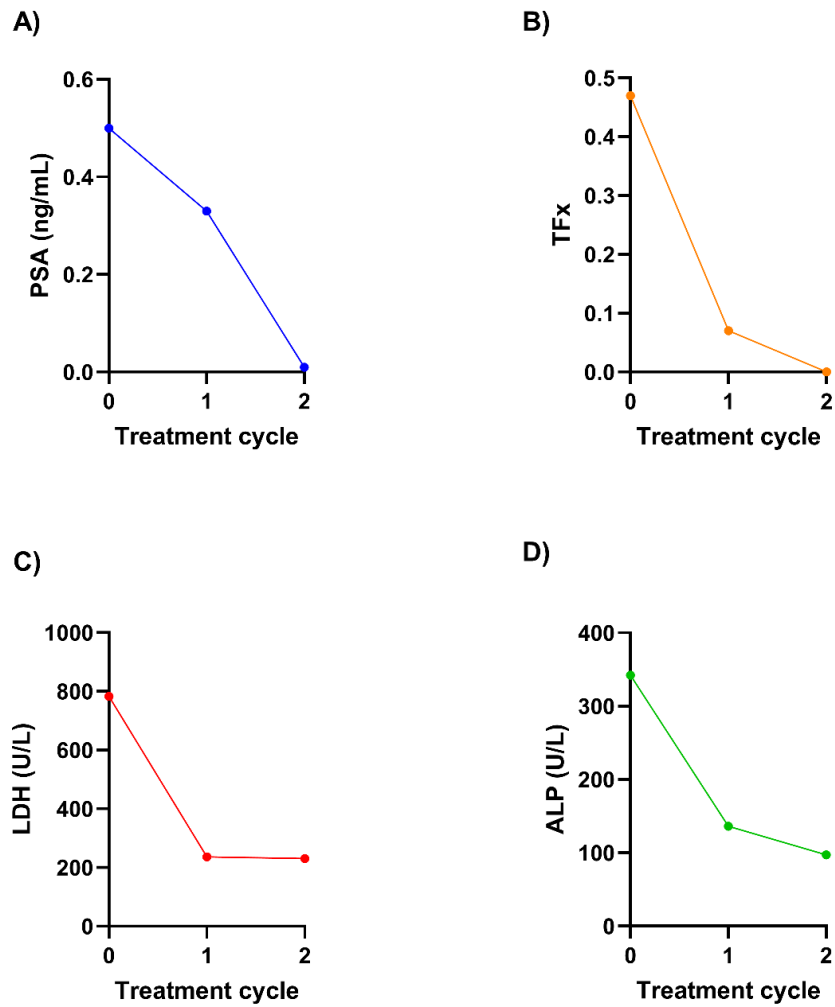 A)
PSA (ng/mL)
0.6
0.4
0.2
0.0
0 1 2
Treatment cycle
B)
TFx
0.5
0.4
0.3
0.2
0.1
0.0
0 1 2
Treatment cycle
C)
LDH (U/L)
1000
800
600
400
200
0
0 1 2
Treatment cycle
D)
ALP (U/L)
400
300
200
100
0
0 1 2
Treatment cycle